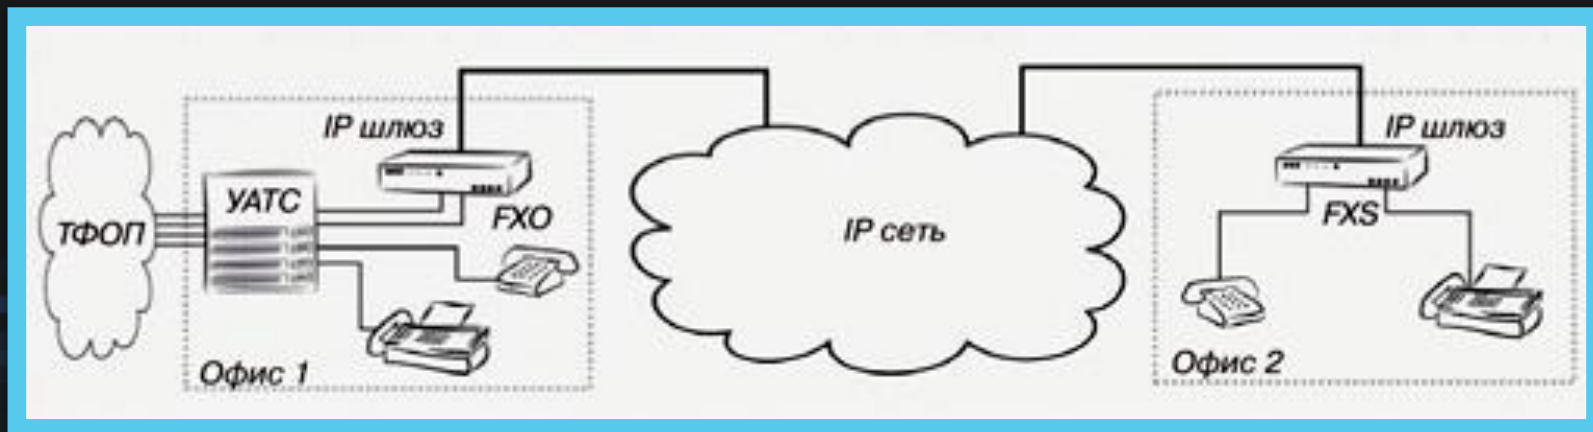 ТФОП
УАТС
IP шлюз
FXO
Офис 1
IP сеть
IP шлюз
FXS
Офис 2